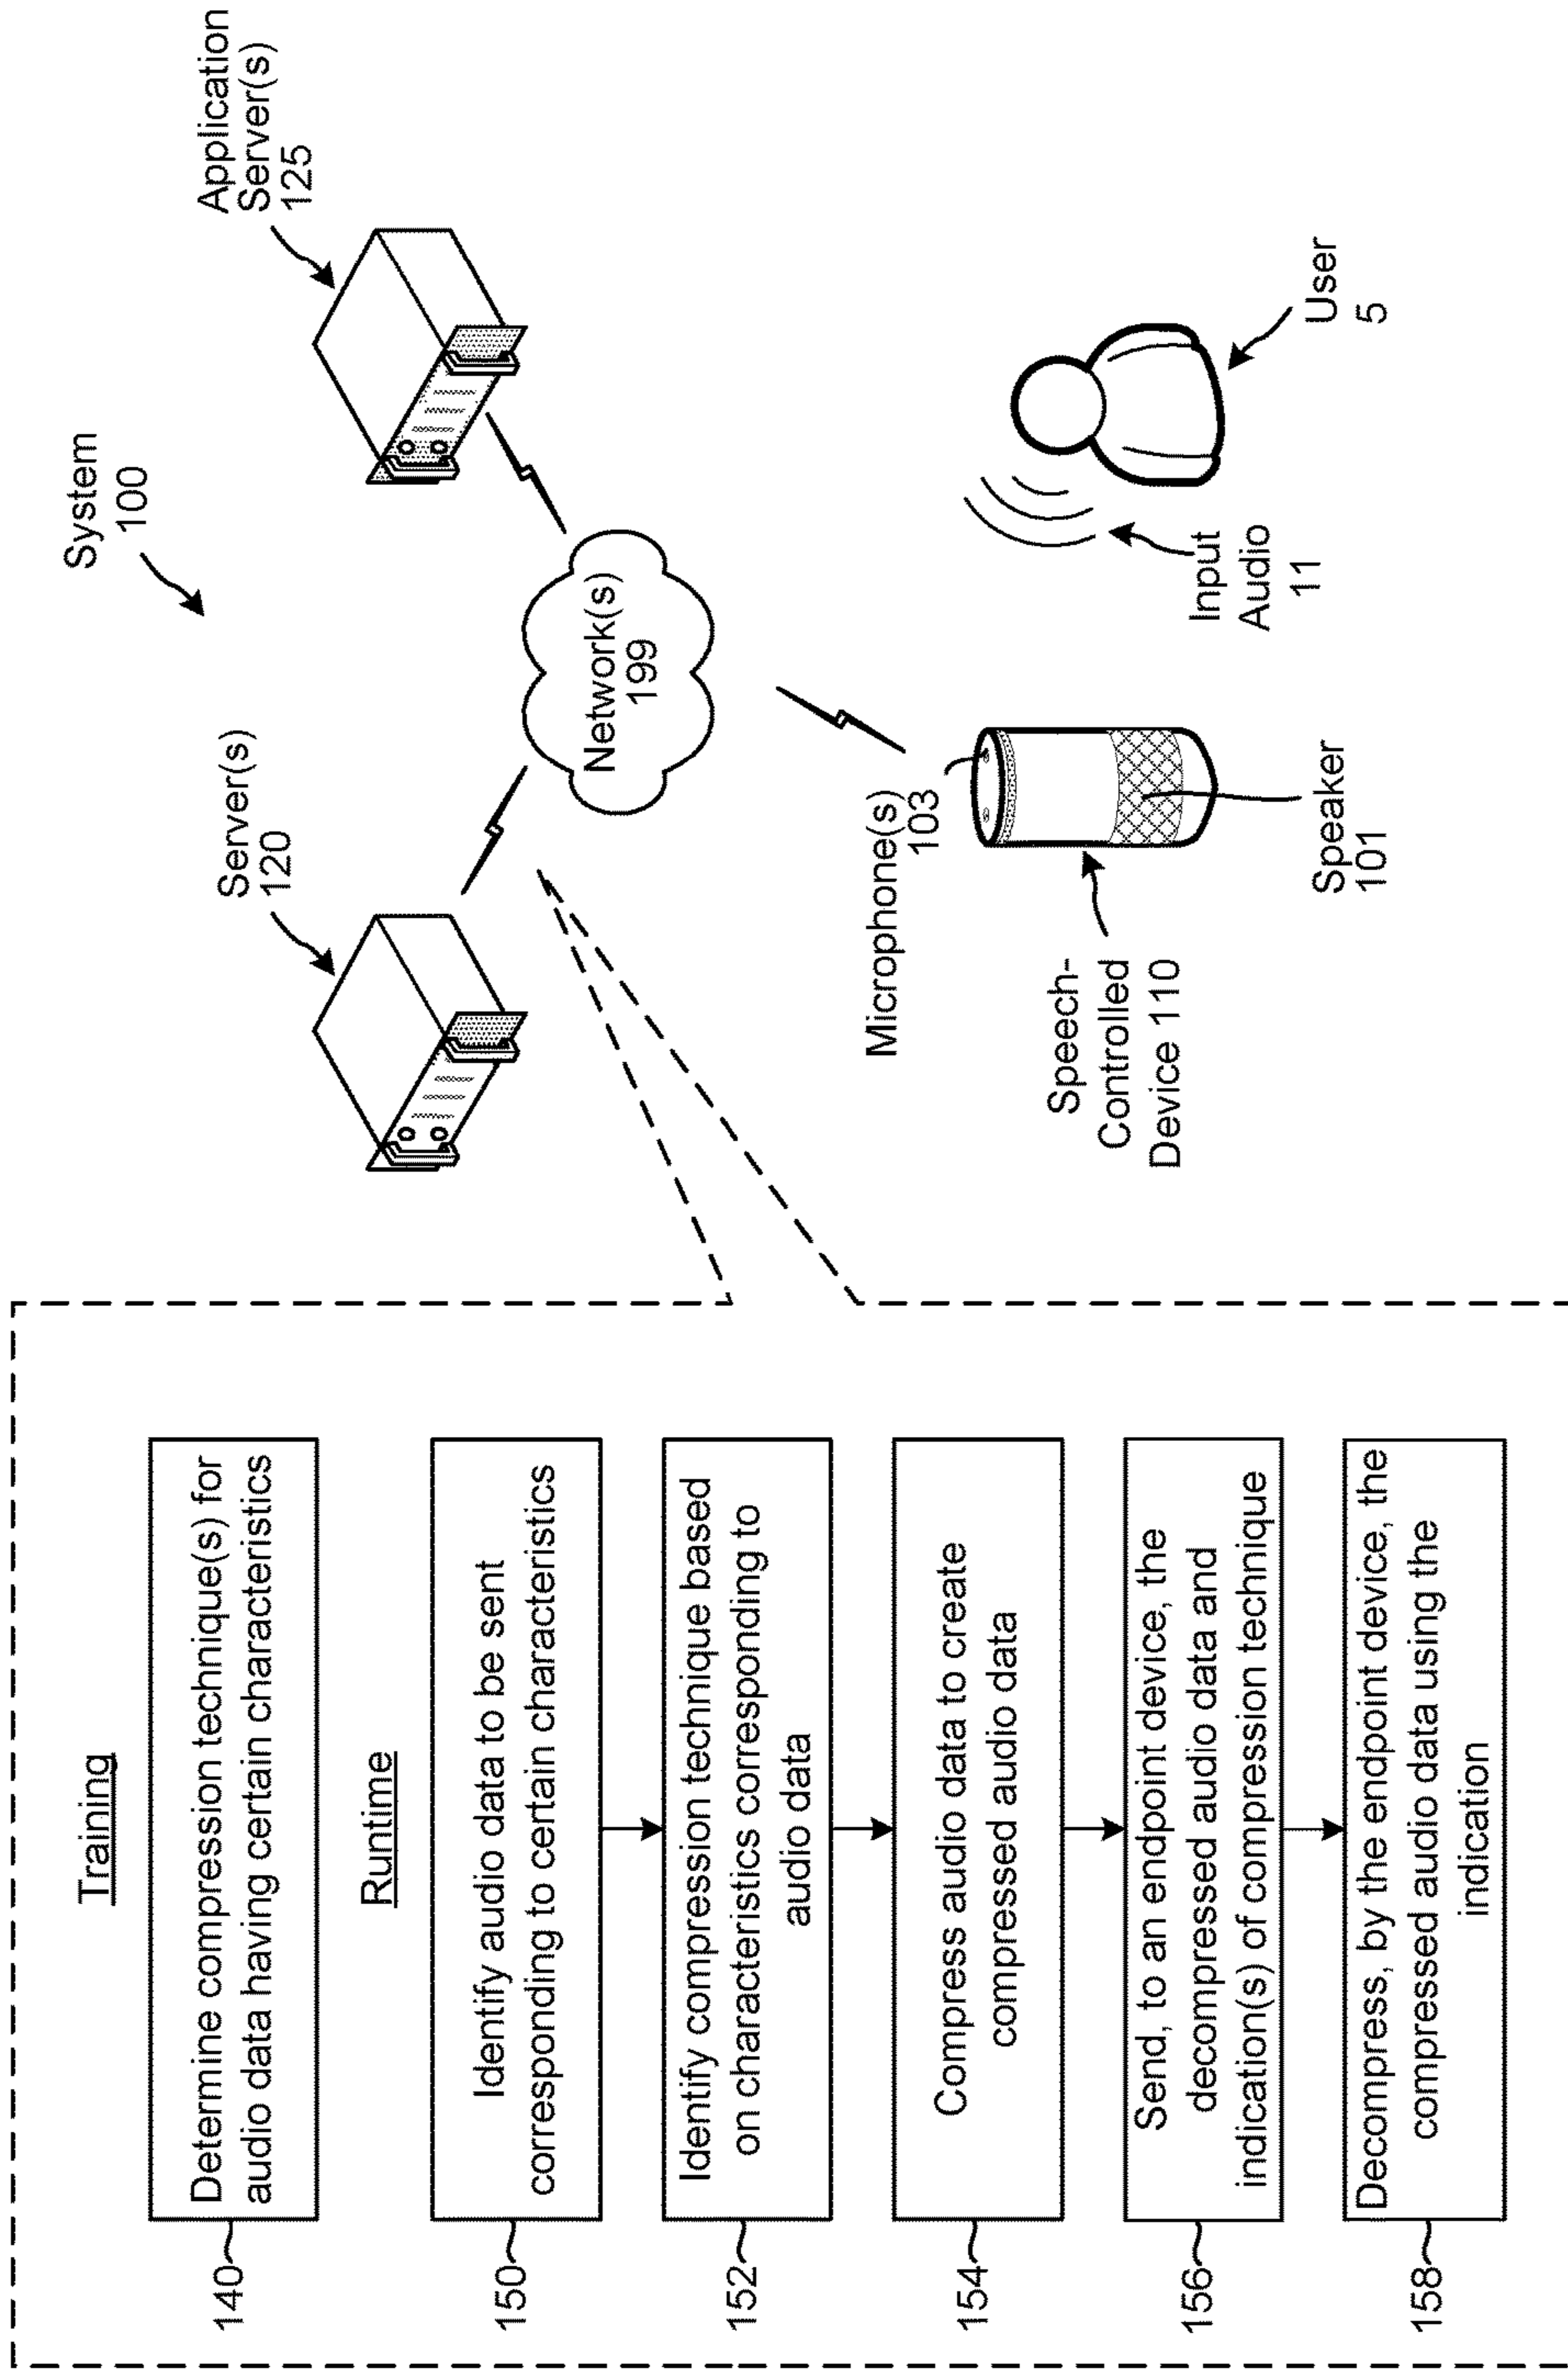 Training
140
Determine compression technique(s) for
audio data having certain characteristics
Runtime
150
Identify audio data to be sent
corresponding to certain characteristics
152
Identify compression technique based
on characteristics corresponding to
audio data
154
Compress audio data to create
compressed audio data
156
Send, to an endpoint device, the
decompressed audio data and
indication(s) of compression technique
158
Decompress, by the endpoint device, the
compressed audio data using the
indication
System
100
Server(s)
120
Application
Server(s)
125
Network(s)
199
Microphone(s)
103
Speech-
Controlled
Device 110
Speaker
101
Input
Audio
11
User
5